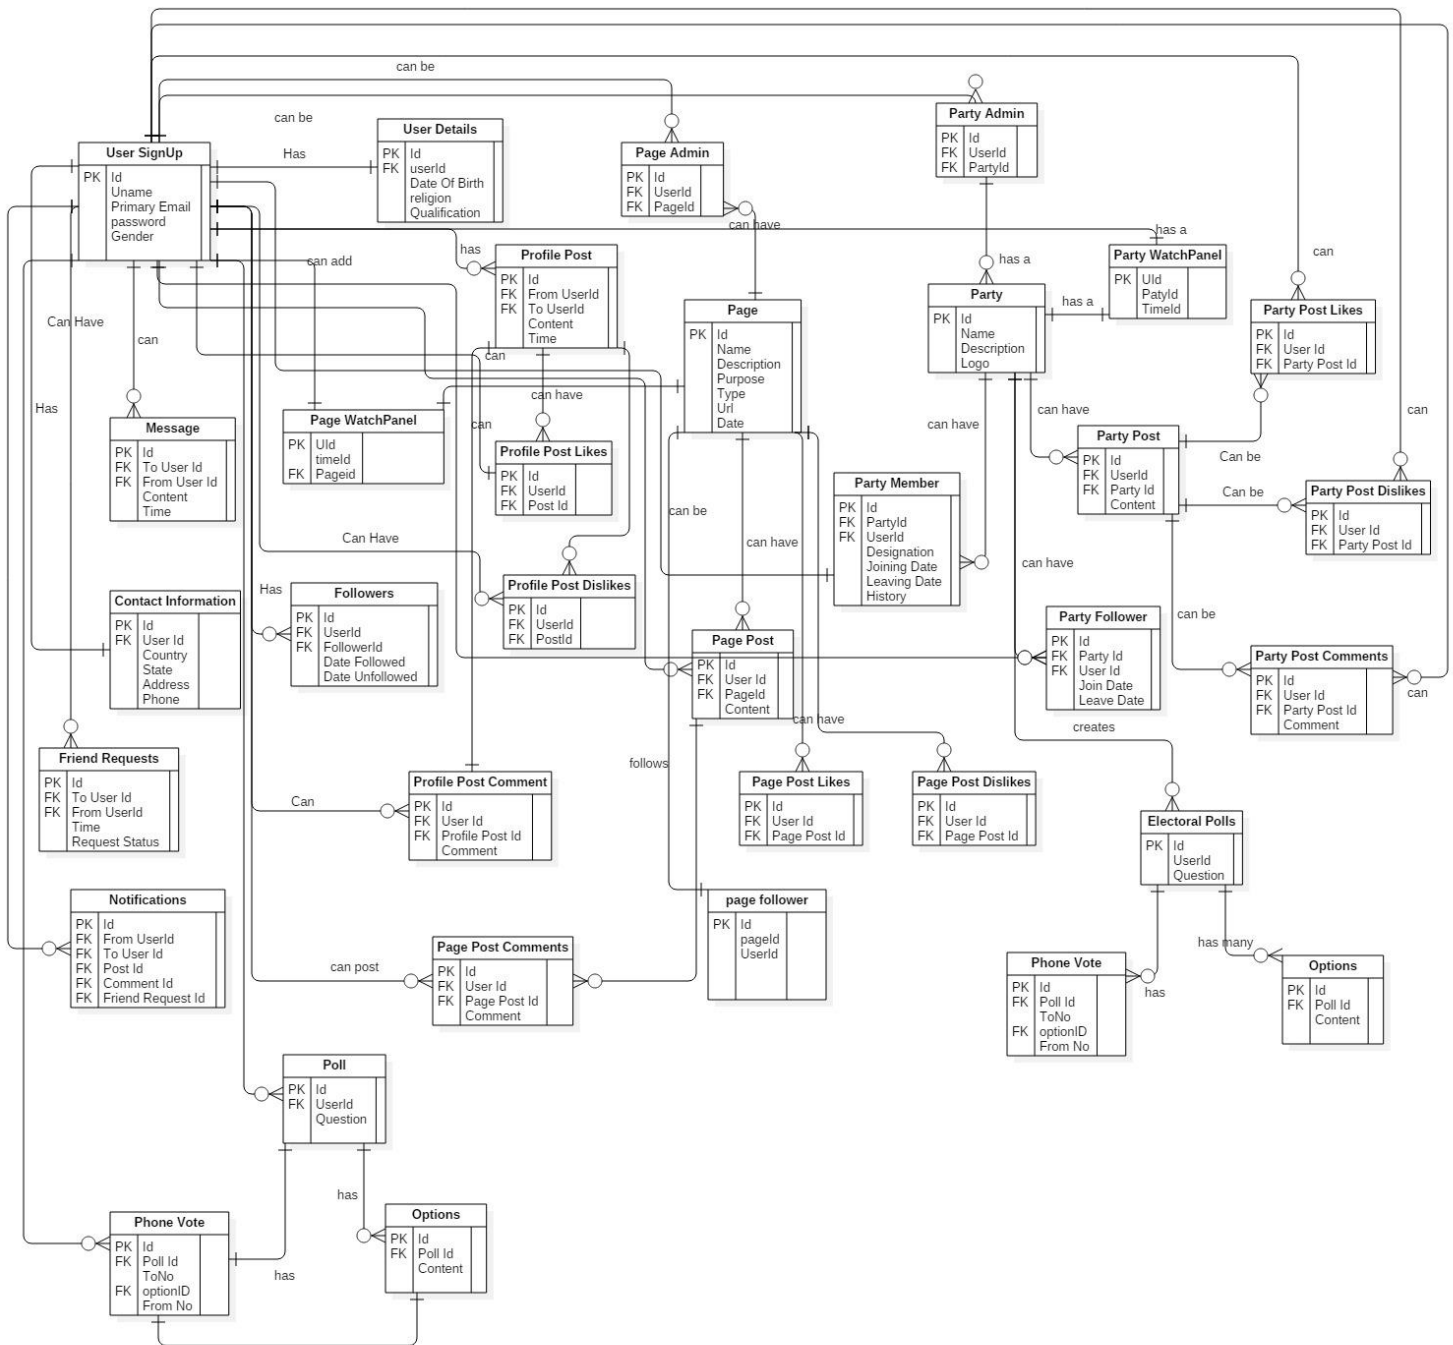 can be
can be
User SignUp
PK Id
Uname
Primary Email
password
Gender
Has
User Details
PK Id
FK userId
Date Of Birth
religion
Qualification
Page Admin
PK Id
FK UserId
FK PageId
Party Admin
PK Id
FK UserId
FK PartyId
can have
has a
has a
Party WatchPanel
PK UId
PatyId
TimeId
has
can add
Profile Post
PK Id
FK From UserId
FK To UserId
Content
Time
Page
PK Id
Name
Description
Purpose
Type
Url
Date
Party
PK Id
Name
Description
Logo
has a
can
Party Post Likes
PK Id
FK User Id
FK Party Post Id
Can Have
can
can
can have
Has
can
can have
can have
can
Message
PK Id
FK To User Id
FK From User Id
Content
Time
Page WatchPanel
PK UId
timeId
FK Pageid
Profile Post Likes
PK Id
FK UserId
FK Post Id
Party Post
PK Id
FK UserId
FK Party Id
Content
Can be
Can be
Party Post Dislikes
PK Id
FK User Id
FK Party Post Id
Party Member
PK Id
FK PartyId
FK UserId
Designation
Joining Date
Leaving Date
History
can be
can have
Can Have
can have
Contact Information
PK Id
FK User Id
Country
State
Address
Phone
Has
Followers
PK Id
FK UserId
FK FollowerId
Date Followed
Date Unfollowed
Profile Post Dislikes
PK Id
FK UserId
FK PostId
Page Post
PK Id
FK User Id
FK PageId
Content
Party Follower
PK Id
FK Party Id
FK User Id
Join Date
Leave Date
can be
Party Post Comments
PK Id
FK User Id
FK Party Post Id
Comment
can
can have
creates
follows
Friend Requests
PK Id
FK To User Id
FK From UserId
Time
Request Status
Can
Profile Post Comment
PK Id
FK User Id
FK Profile Post Id
Comment
Page Post Likes
PK Id
FK User Id
FK Page Post Id
Page Post Dislikes
PK Id
FK User Id
FK Page Post Id
Electoral Polls
PK Id
UserId
Question
Notifications
PK Id
FK From UserId
FK To User Id
FK Post Id
FK Comment Id
FK Friend Request Id
can post
Page Post Comments
PK Id
FK User Id
FK Page Post Id
Comment
page follower
PK Id
pageId
UserId
has many
has
Phone Vote
PK Id
FK Poll Id
ToNo
FK optionID
From No
Options
PK Id
FK Poll Id
Content
Poll
PK Id
FK UserId
Question
has
Phone Vote
PK Id
FK Poll Id
ToNo
FK optionID
From No
has
Options
PK Id
FK Poll Id
Content